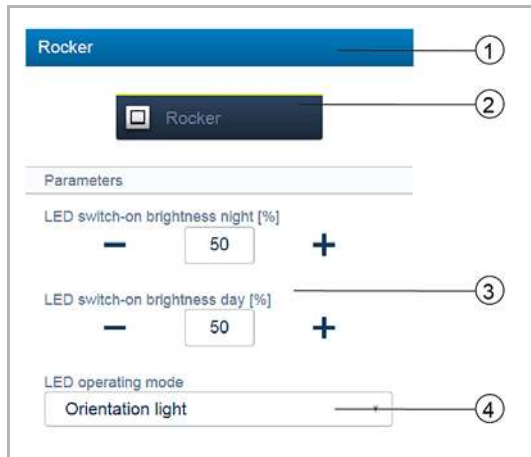 Rocker
1
Rocker
2
Parameters
LED switch-on brightness night [%]
− 50 +
3
LED switch-on brightness day [%]
− 50 +
LED operating mode
Orientation light
4